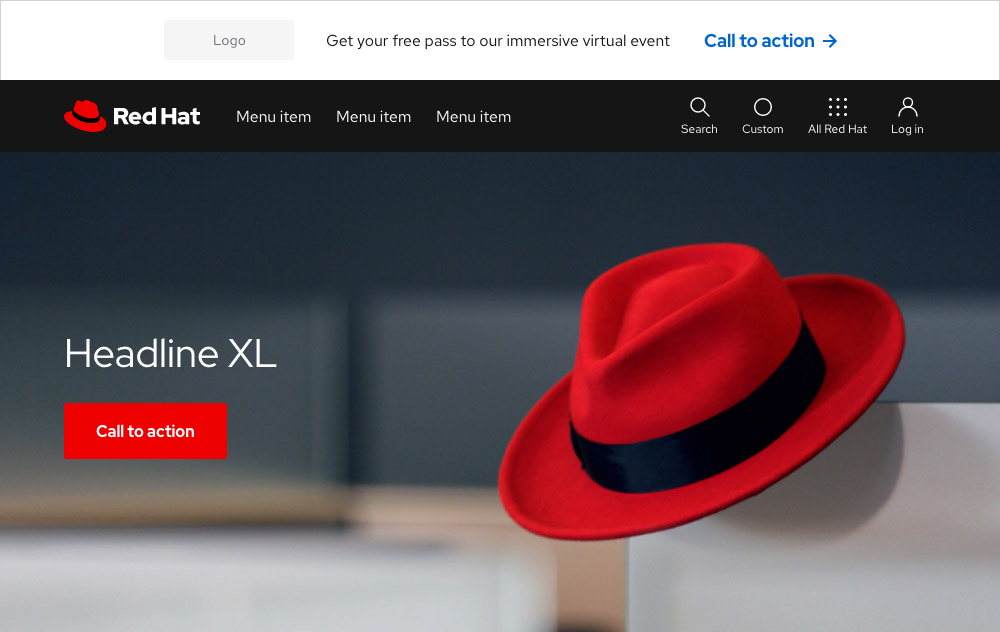 Logo
Get your free pass to our immersive virtual event
Call to action
Red Hat
Menu item
Menu item
Menu item
Search
Custom
All Red Hat
Log in
Headline XL
Call to action